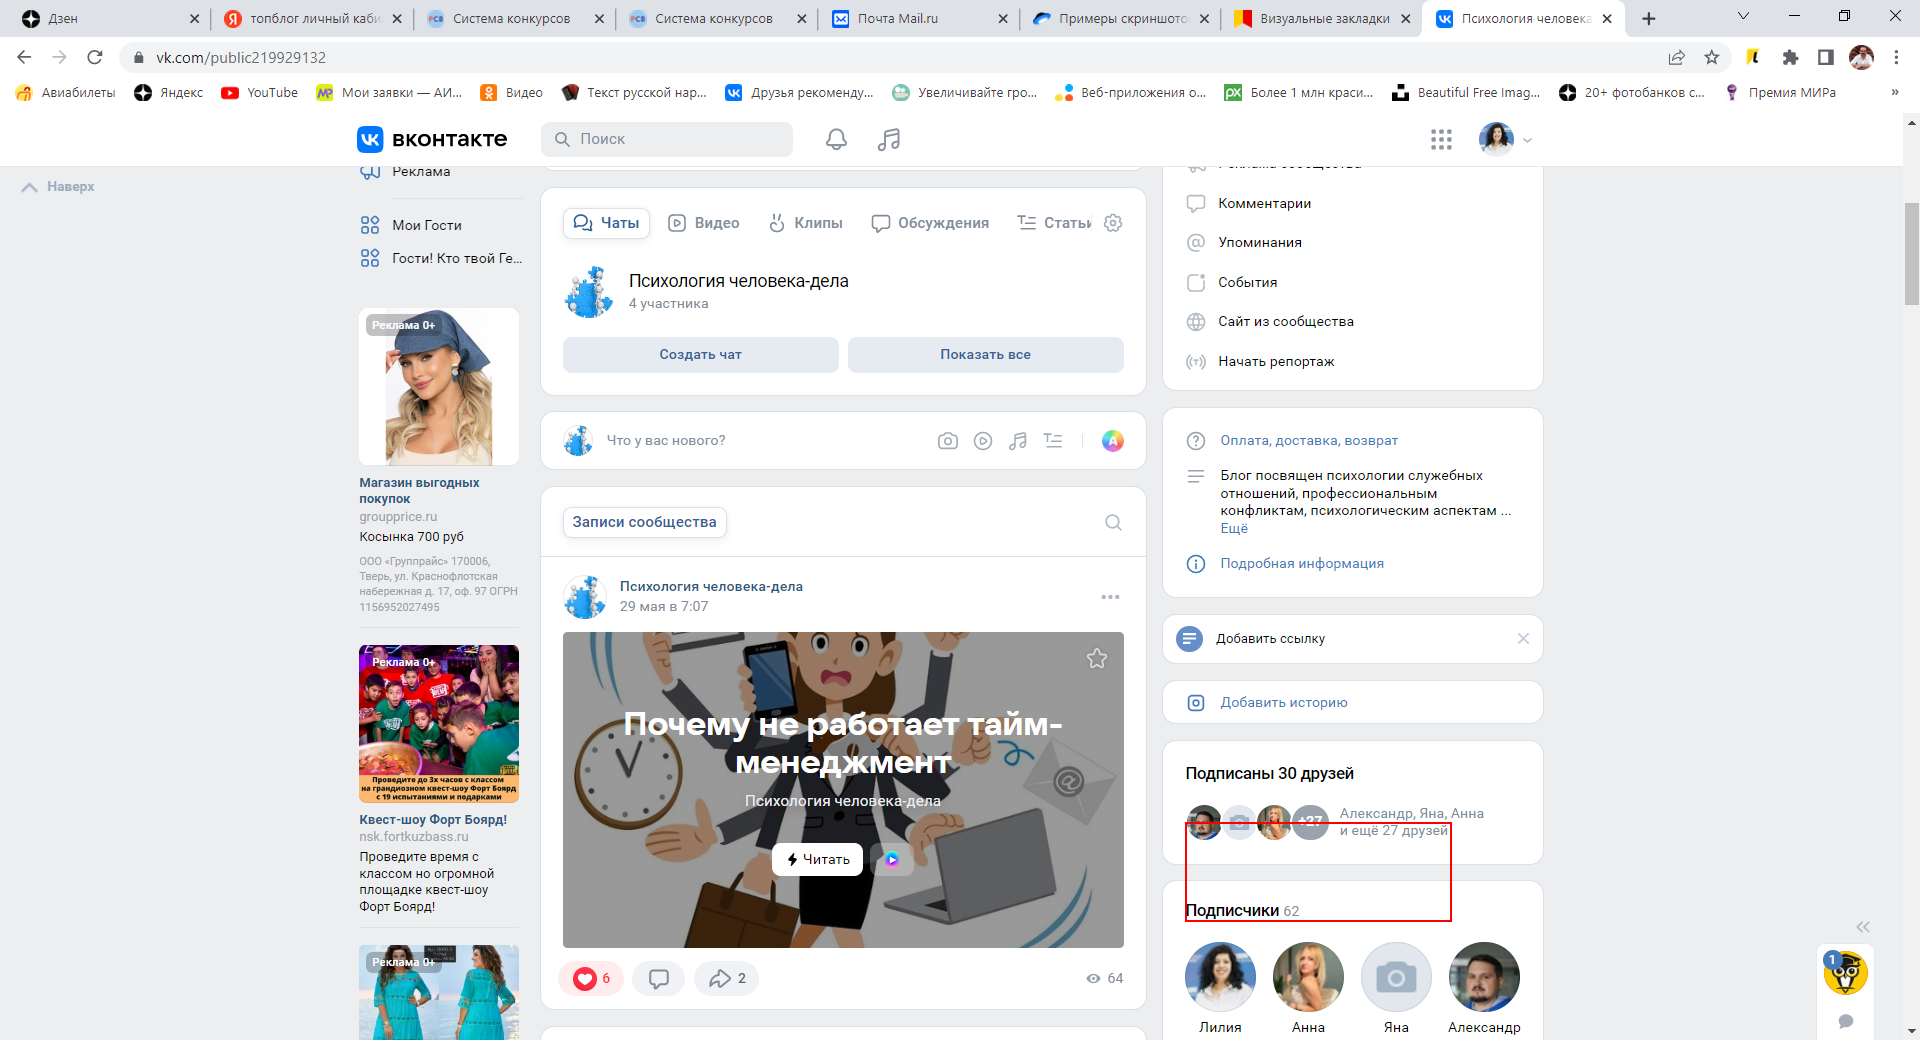 Дзен
топблог личный каби
Система конкурсов
Система конкурсов
Почта Mail.ru
Примеры скриншото
Визуальные закладки
Психология человека
vk.com/public219929132
Авиабилеты
Яндекс
YouTube
Мои заявки — АИ...
Видео
Текст русской нар...
Друзья рекоменду...
Увеличивайте гро...
Веб-приложения о...
Более 1 млн краси...
Beautiful Free Imag...
20+ фотобанков с...
Премия МИРа
»
вконтакте
Поиск
Наверх
Реклама
Мои Гости
Гости! Кто твой Ге...
Реклама 0+
Магазин выгодных
покупок
groupprice.ru
Косынка 700 руб
ООО «Группрайс» 170006,
Тверь, ул. Краснофлотская
набережная д. 17, оф. 97 ОГРН
1156952027495
Реклама 0+
Проведите до 3х часов с классом
на грандиозном квест-шоу Форт Боярд
с 19 испытаниями и подарками
Квест-шоу Форт Боярд!
nsk.fortkuzbass.ru
Проведите время с
классом но огромной
площадке квест-шоу
Форт Боярд!
Реклама 0+
Чаты
Видео
Клипы
Обсуждения
Статьи
Психология человека-дела
4 участника
Создать чат
Показать все
Что у вас нового?
Записи сообщества
Психология человека-дела
29 мая в 7:07
Почему не работает тайм-
менеджмент
Психология человека-дела
Читать
6
2
64
Реклама сообщества
Комментарии
Упоминания
События
Сайт из сообщества
Начать репортаж
Оплата, доставка, возврат
Блог посвящен психологии служебных
отношений, профессиональным
конфликтам, психологическим аспектам ...
Ещё
Подробная информация
Добавить ссылку
Добавить историю
Подписаны 30 друзей
+27
Александр, Яна, Анна
и ещё 27 друзей
Подписчики 62
Лилия
Анна
Яна
Александр
1